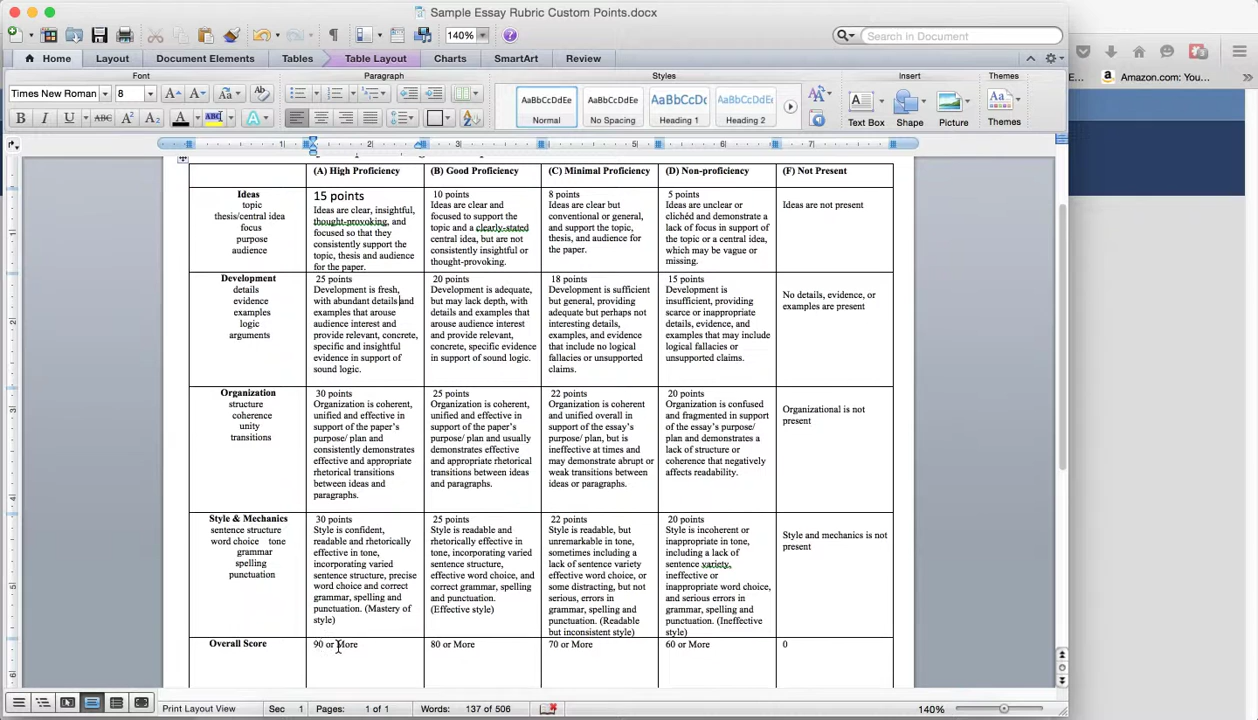 Sample Essay Rubric Custom Points.docx
140%
Search in Document
Home Layout Document Elements Tables Table Layout Charts SmartArt Review
Font Paragraph Styles Insert Themes
Times New Roman 8
AaBbCcDdEe AaBbCcDdEe AaBbCcDc AaBbCcDdEe
Normal No Spacing Heading 1 Heading 2
Text Box Shape Picture Themes
Amazon.com: You...
(A) High Proficiency (B) Good Proficiency (C) Minimal Proficiency (D) Non-proficiency (F) Not Present
Ideas
topic
thesis/central idea
focus
purpose
audience
15 points
Ideas are clear, insightful,
thought-provoking, and
focused so that they
consistently support the
topic, thesis and audience
for the paper.
10 points
Ideas are clear and
focused to support the
topic and a clearly-stated
central idea, but are not
consistently insightful or
thought-provoking.
8 points
Ideas are clear but
conventional or general,
and support the topic,
thesis, and audience for
the paper.
5 points
Ideas are unclear or
clichéd and demonstrate a
lack of focus in support of
the topic or a central idea,
which may be vague or
missing.
Ideas are not present
Development
details
evidence
examples
logic
arguments
25 points
Development is fresh,
with abundant details and
examples that arouse
audience interest and
provide relevant, concrete,
specific and insightful
evidence in support of
sound logic.
20 points
Development is adequate,
but may lack depth, with
details and examples that
arouse audience interest
and provide relevant,
concrete, specific evidence
in support of sound logic.
18 points
Development is sufficient
but general, providing
adequate but perhaps not
interesting details,
examples, and evidence
that include no logical
fallacies or unsupported
claims.
15 points
Development is
insufficient, providing
scarce or inappropriate
details, evidence, and
examples that may include
logical fallacies or
unsupported claims.
No details, evidence, or
examples are present
Organization
structure
coherence
unity
transitions
30 points
Organization is coherent,
unified and effective in
support of the paper's
purpose/ plan and
consistently demonstrates
effective and appropriate
rhetorical transitions
between ideas and
paragraphs.
25 points
Organization is coherent,
unified and effective in
support of the paper's
purpose/ plan and usually
demonstrates effective
and appropriate rhetorical
transitions between ideas
and paragraphs.
22 points
Organization is coherent
and unified overall in
support of the essay's
purpose/ plan, but is
ineffective at times and
may demonstrate abrupt or
weak transitions between
ideas or paragraphs.
20 points
Organization is confused
and fragmented in support
of the essay's purpose/
plan and demonstrates a
lack of structure or
coherence that negatively
affects readability.
Organizational is not
present
Style & Mechanics
sentence structure
word choice tone
grammar
spelling
punctuation
30 points
Style is confident,
readable and rhetorically
effective in tone,
incorporating varied
sentence structure, precise
word choice and correct
grammar, spelling and
punctuation. (Mastery of
style)
25 points
Style is readable and
rhetorically effective in
tone, incorporating varied
sentence structure,
effective word choice, and
correct grammar, spelling
and punctuation.
(Effective style)
22 points
Style is readable, but
unremarkable in tone,
sometimes including a
lack of sentence variety
effective word choice, or
some distracting, but not
serious, errors in
grammar, spelling and
punctuation. (Readable
but inconsistent style)
20 points
Style is incoherent or
inappropriate in tone,
including a lack of
sentence variety,
ineffective or
inappropriate word choice,
and serious errors in
grammar, spelling and
punctuation. (Ineffective
style)
Style and mechanics is not
present
Overall Score 90 or More 80 or More 70 or More 60 or More 0
Print Layout View Sec 1 Pages: 1 of 1 Words: 137 of 506 140%